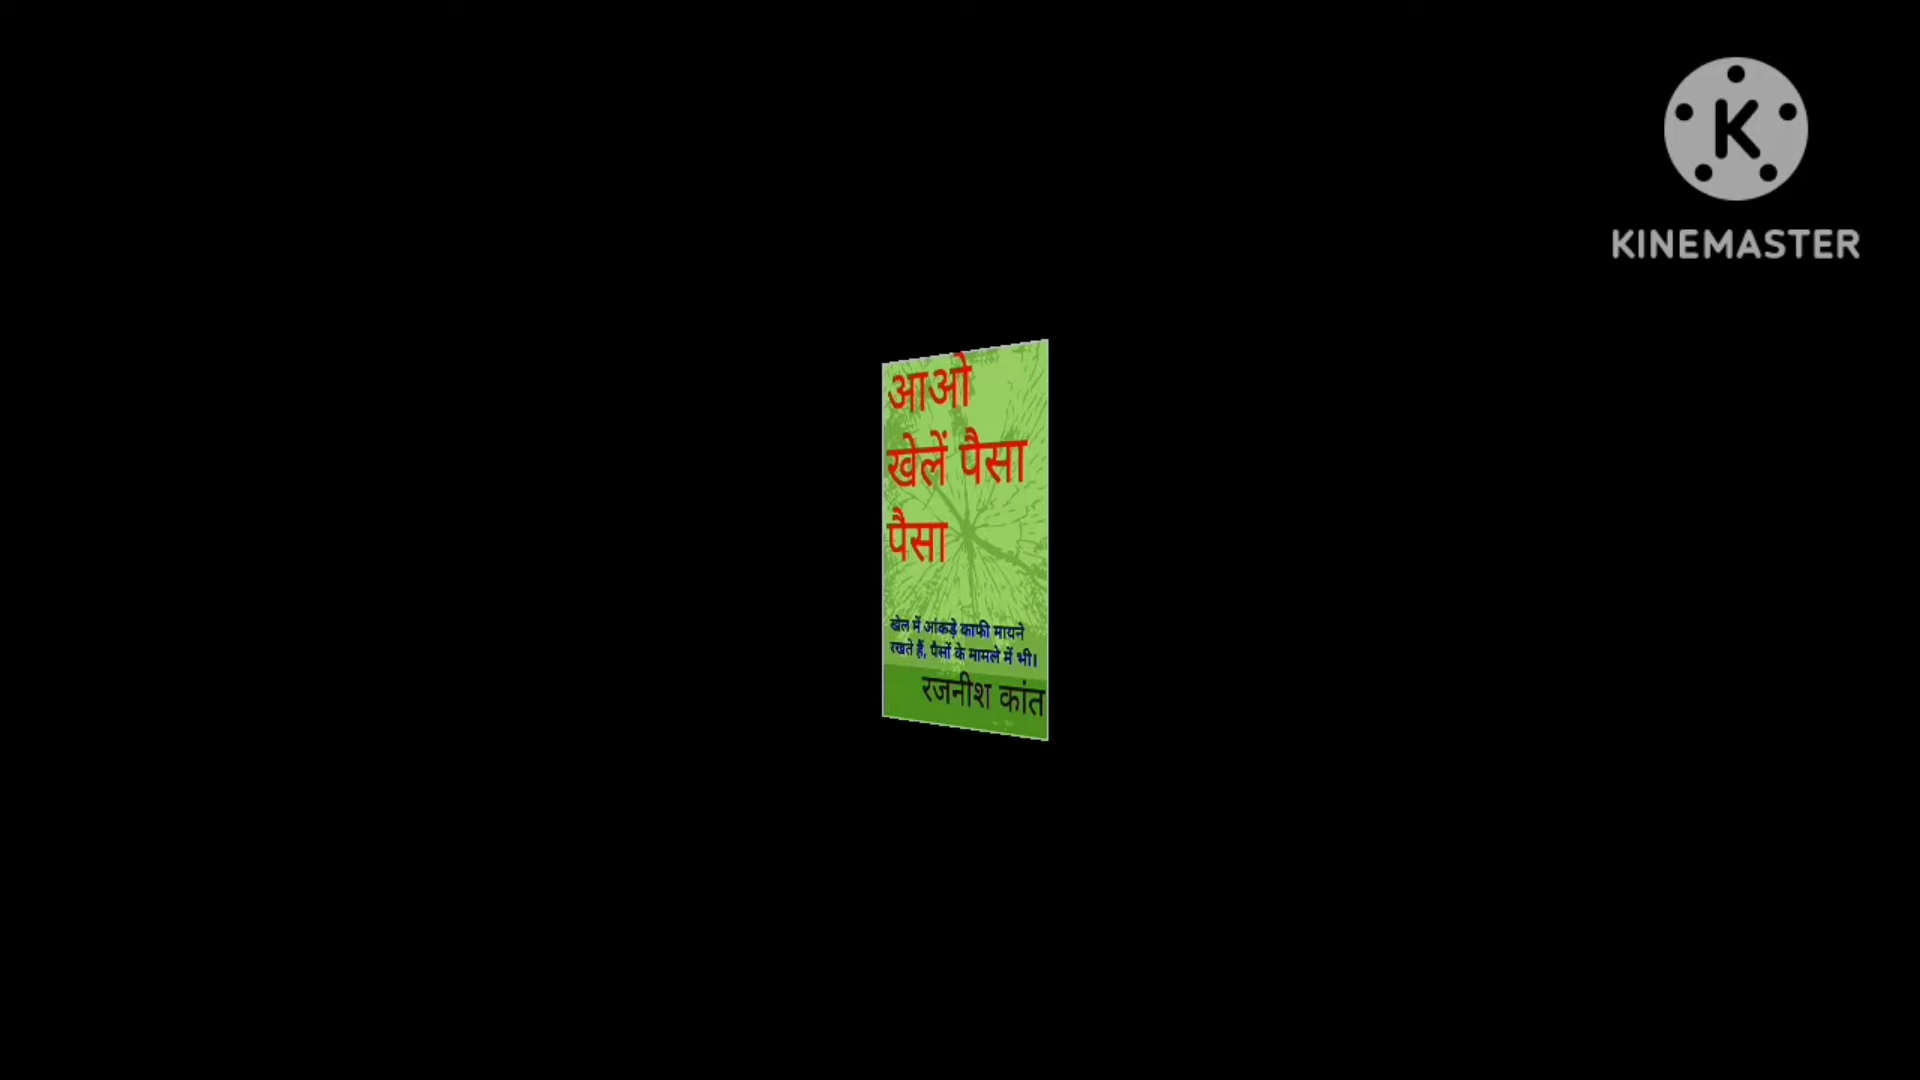 KINEMASTER
आओ
खेलें पैसा
पैसा
खेल में आंकड़े काफी मायने
रखते हैं, पैसों के मामले में भी।
रजनीश कांत